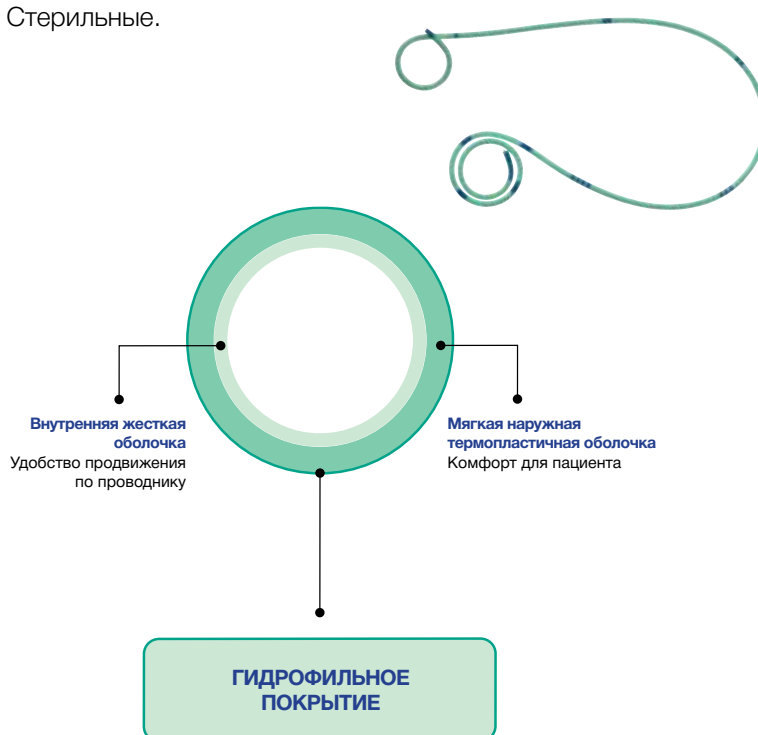 Стерильные.
Внутренняя жесткая
оболочка
Удобство продвижения
по проводнику
Мягкая наружная
термопластичная оболочка
Комфорт для пациента
ГИДРОФИЛЬНОЕ
ПОКРЫТИЕ